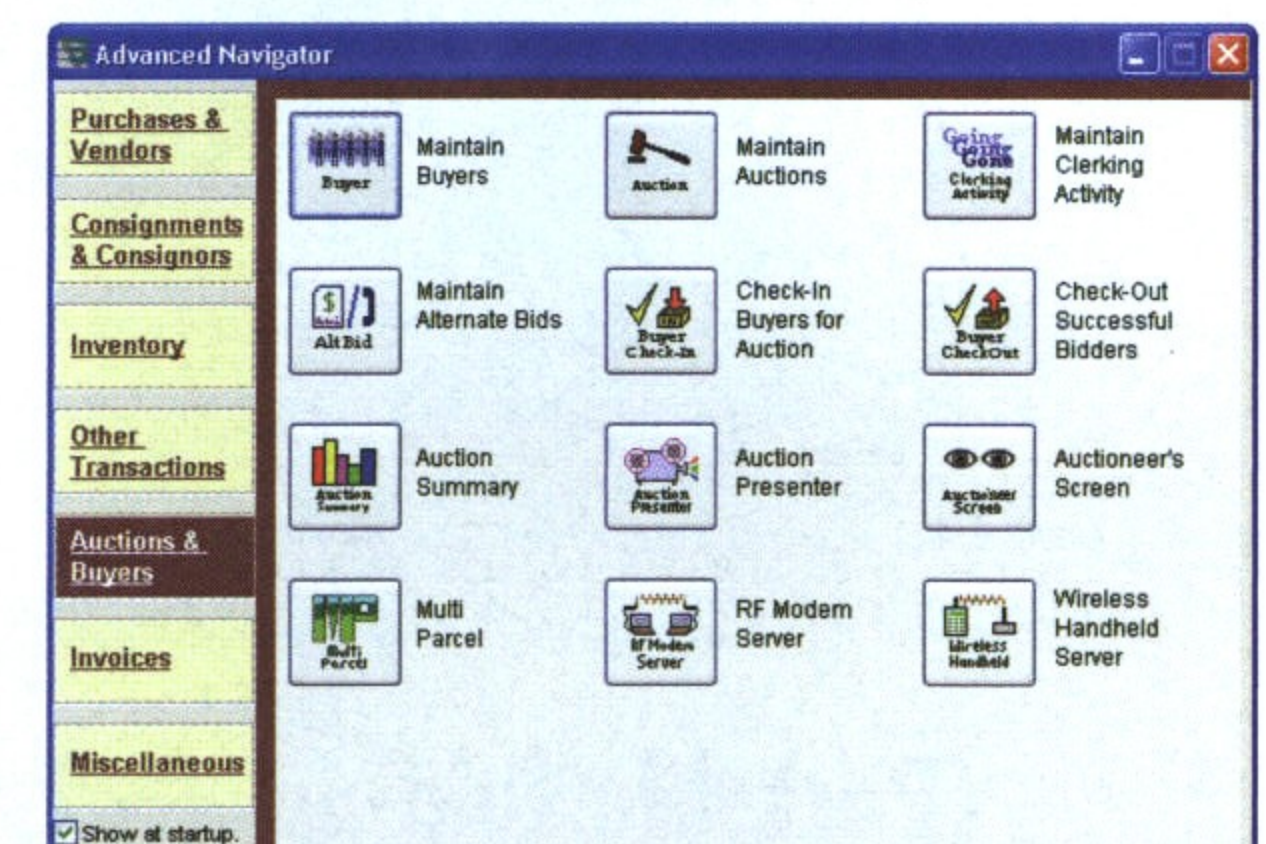 Advanced Navigator
Purchases &
Vendors
Consignments
& Consignors
Inventory
Other
Transactions
Auctions &
Buyers
Invoices
Miscellaneous
Show at startup.
Buyer
Maintain
Buyers
Auction
Maintain
Auctions
Going
Going
Gone
Clerking
Activity
Maintain
Clerking
Activity
$
Alt Bid
Maintain
Alternate Bids
Buyer
Check-In
Check-In
Buyers for
Auction
Buyer
CheckOut
Check-Out
Successful
Bidders
Auction
Summary
Auction
Summary
Auction
Presenter
Auction
Presenter
Auctioneer
Screen
Auctioneer's
Screen
Multi
Parcel
Multi
Parcel
RF Modem
Server
RF Modem
Server
Wireless
Handheld
Wireless
Handheld
Server